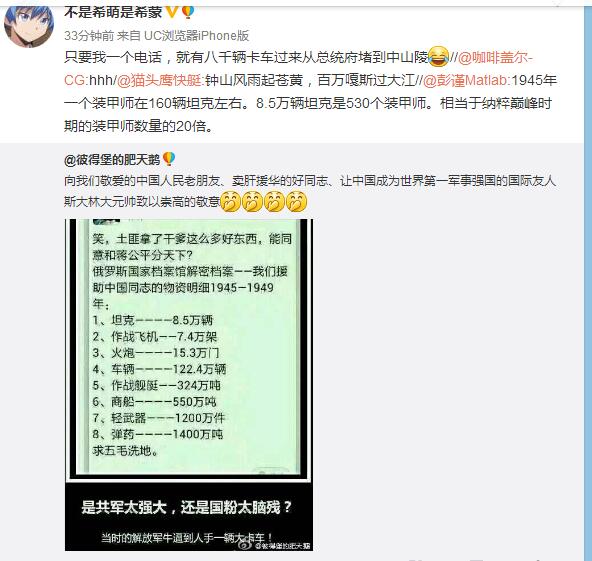 不是希萌是希蒙
33分钟前 来自 UC浏览器iPhone版
只要我一个电话，就有八千辆卡车过来从总统府堵到中山陵//@咖啡盖尔-
CG:hhh/@猫头鹰快艇:钟山风雨起苍黄，百万嘎斯过大江//@彭谨Matlab:1945年
一个装甲师在160辆坦克左右。8.5万辆坦克是530个装甲师。相当于纳粹巅峰时
期的装甲师数量的20倍。
@彼得堡的肥天鹅
向我们敬爱的中国人民老朋友、卖肝援华的好同志、让中国成为世界第一军事强国的国际友人
斯大林大元帅致以崇高的敬意
笑，土匪拿了干爹这么多好东西，能同
意和蒋公平分天下？
俄罗斯国家档案馆解密档案——我们援
助中国同志的物资明细1945-1949
年：
1、坦克----8.5万辆
2、作战飞机--7.4万架
3、火炮----15.3万门
4、车辆----122.4万辆
5、作战舰艇--324万吨
6、商船----550万吨
7、轻武器---1200万件
8、弹药----1400万吨
求五毛洗地。
是共军太强大，还是国粉太脑残？
当时的解放军牛逼到人手一辆大卡车！
@彼得堡的肥天鹅